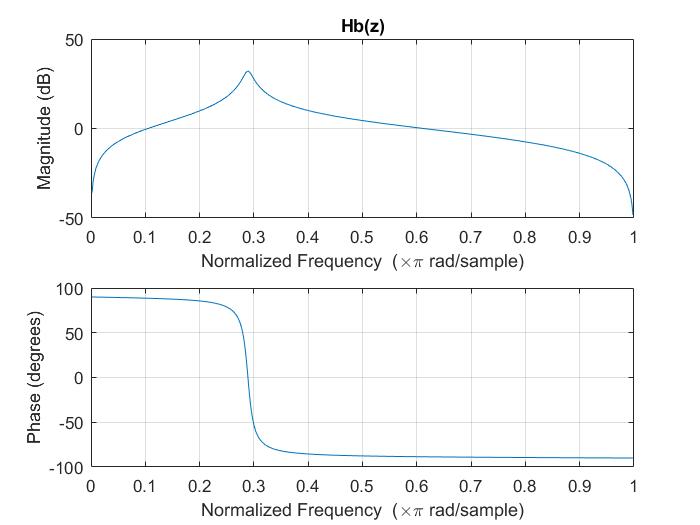 Hb(z)
50
0
-50
Magnitude (dB)
0 0.1 0.2 0.3 0.4 0.5 0.6 0.7 0.8 0.9 1
Normalized Frequency (×π rad/sample)
100
50
0
-50
-100
Phase (degrees)
0 0.1 0.2 0.3 0.4 0.5 0.6 0.7 0.8 0.9 1
Normalized Frequency (×π rad/sample)